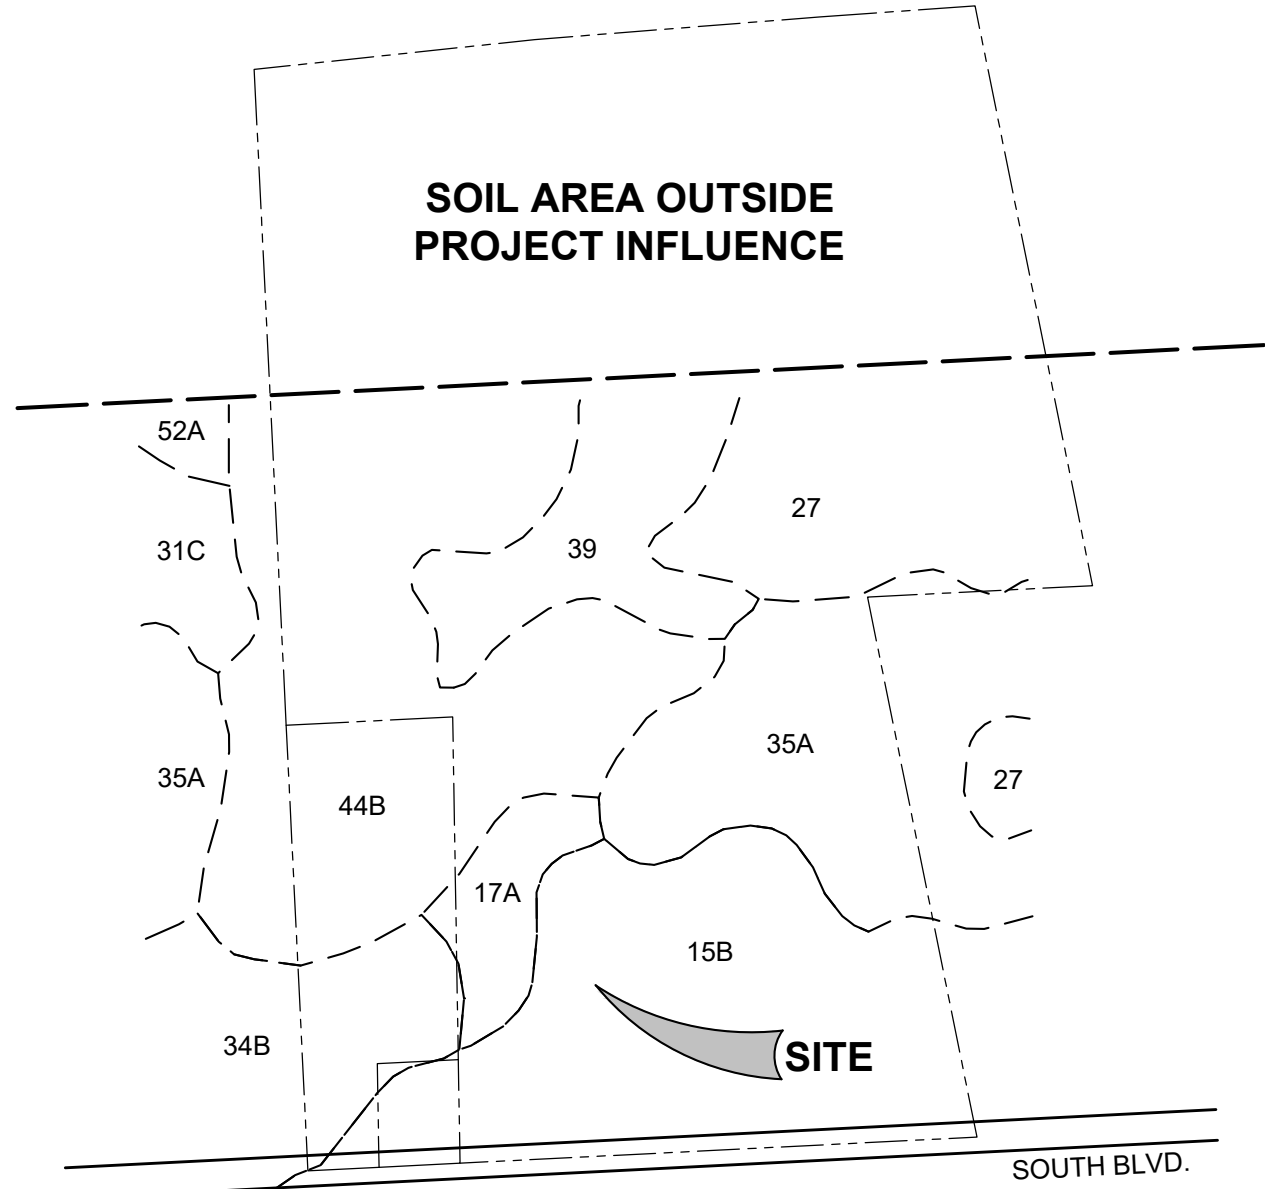 SOIL AREA OUTSIDE
PROJECT INFLUENCE
52A
27
31C
39
35A
35A
27
44B
17A
15B
34B
SITE
SOUTH BLVD.